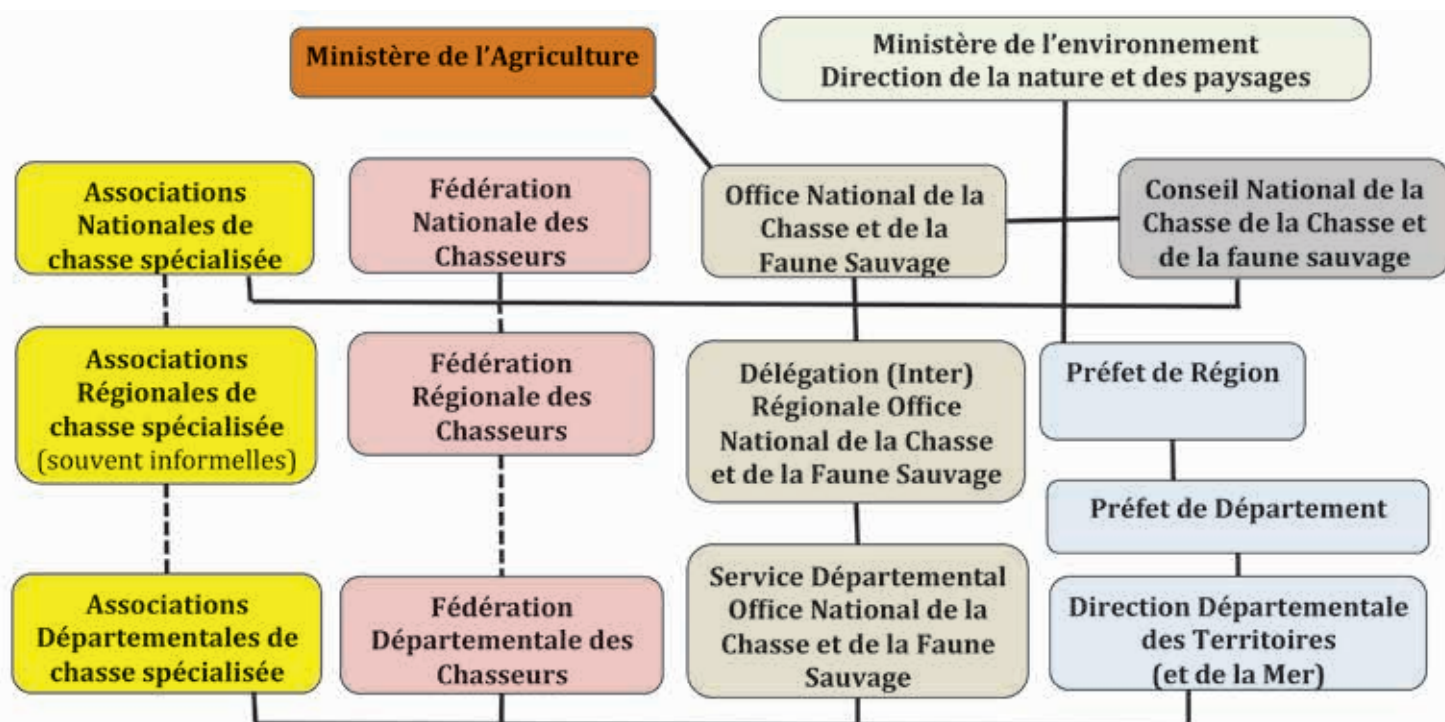 Ministère de l'Agriculture
Ministère de l'environnement
Direction de la nature et des paysages
Associations
Nationales de
chasse spécialisée
Fédération
Nationale des
Chasseurs
Office National de la
Chasse et de la
Faune Sauvage
Conseil National de la
Chasse de la Chasse et
de la faune sauvage
Associations
Régionales de
chasse spécialisée
(souvent informelles)
Fédération
Régionale des
Chasseurs
Délégation (Inter)
Régionale Office
National de la Chasse
et de la Faune Sauvage
Préfet de Région
Préfet de Département
Associations
Départementales de
chasse spécialisée
Fédération
Départementale des
Chasseurs
Service Départemental
Office National de la
Chasse et de la Faune
Sauvage
Direction Départementale
des Territoires
(et de la Mer)